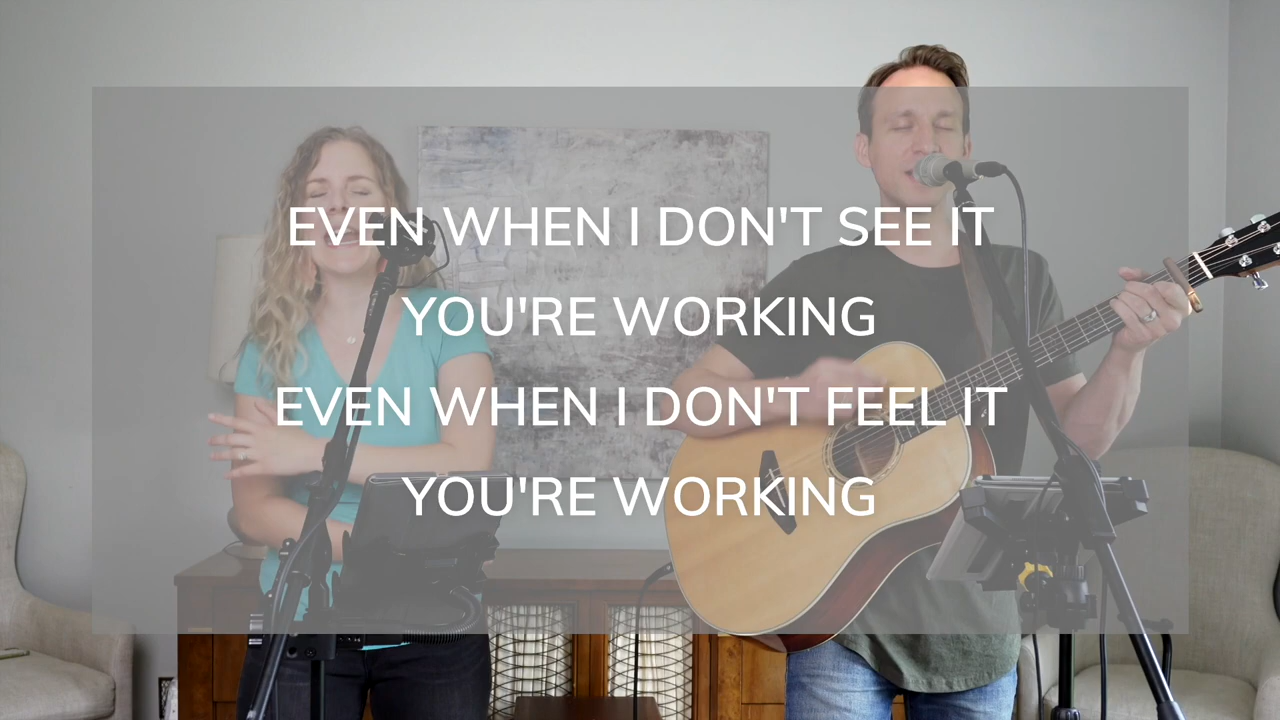 EVEN WHEN I DON'T SEE IT
YOU'RE WORKING
EVEN WHEN I DON'T FEEL IT
YOU'RE WORKING